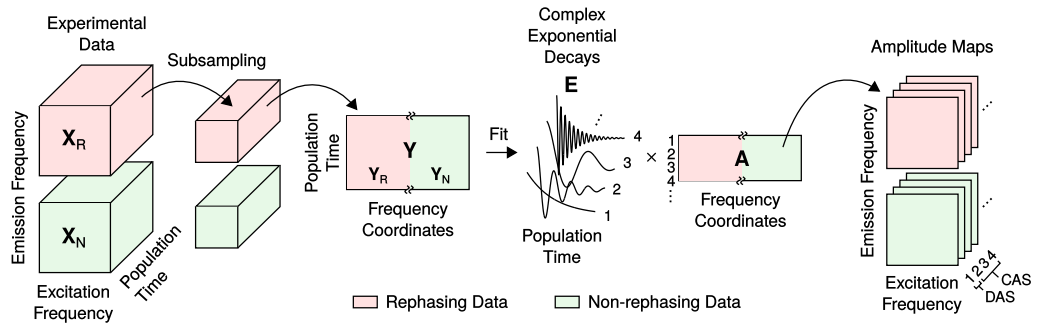 Experimental
Data
Subsampling
Emission Frequency
X_R
X_N
Excitation
Frequency
Population
Time
Population
Time
Y
Y_R
Y_N
Frequency
Coordinates
Fit
Complex
Exponential
Decays
E
4
3
2
1
Population
Time
×
1
2
3
4
⋮
A
Frequency
Coordinates
Amplitude Maps
...
...
Emission Frequency
Excitation
Frequency
1234
CAS
DAS
Rephasing Data
Non-rephasing Data